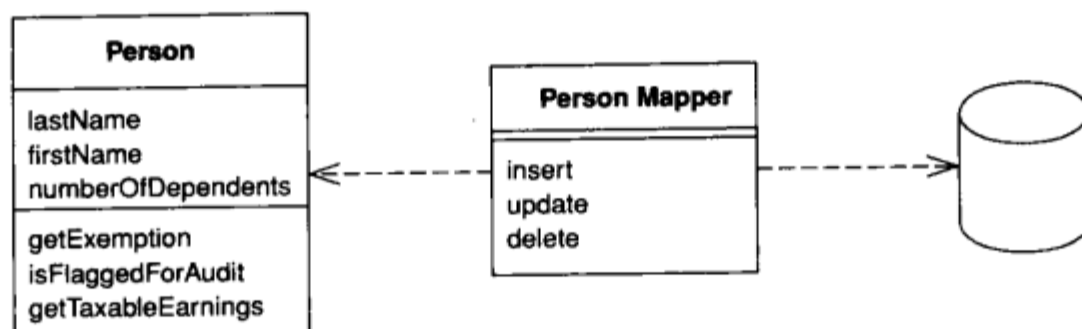 Person
lastName
firstName
numberOfDependents
getExemption
isFlaggedForAudit
getTaxableEarnings
Person Mapper
insert
update
delete